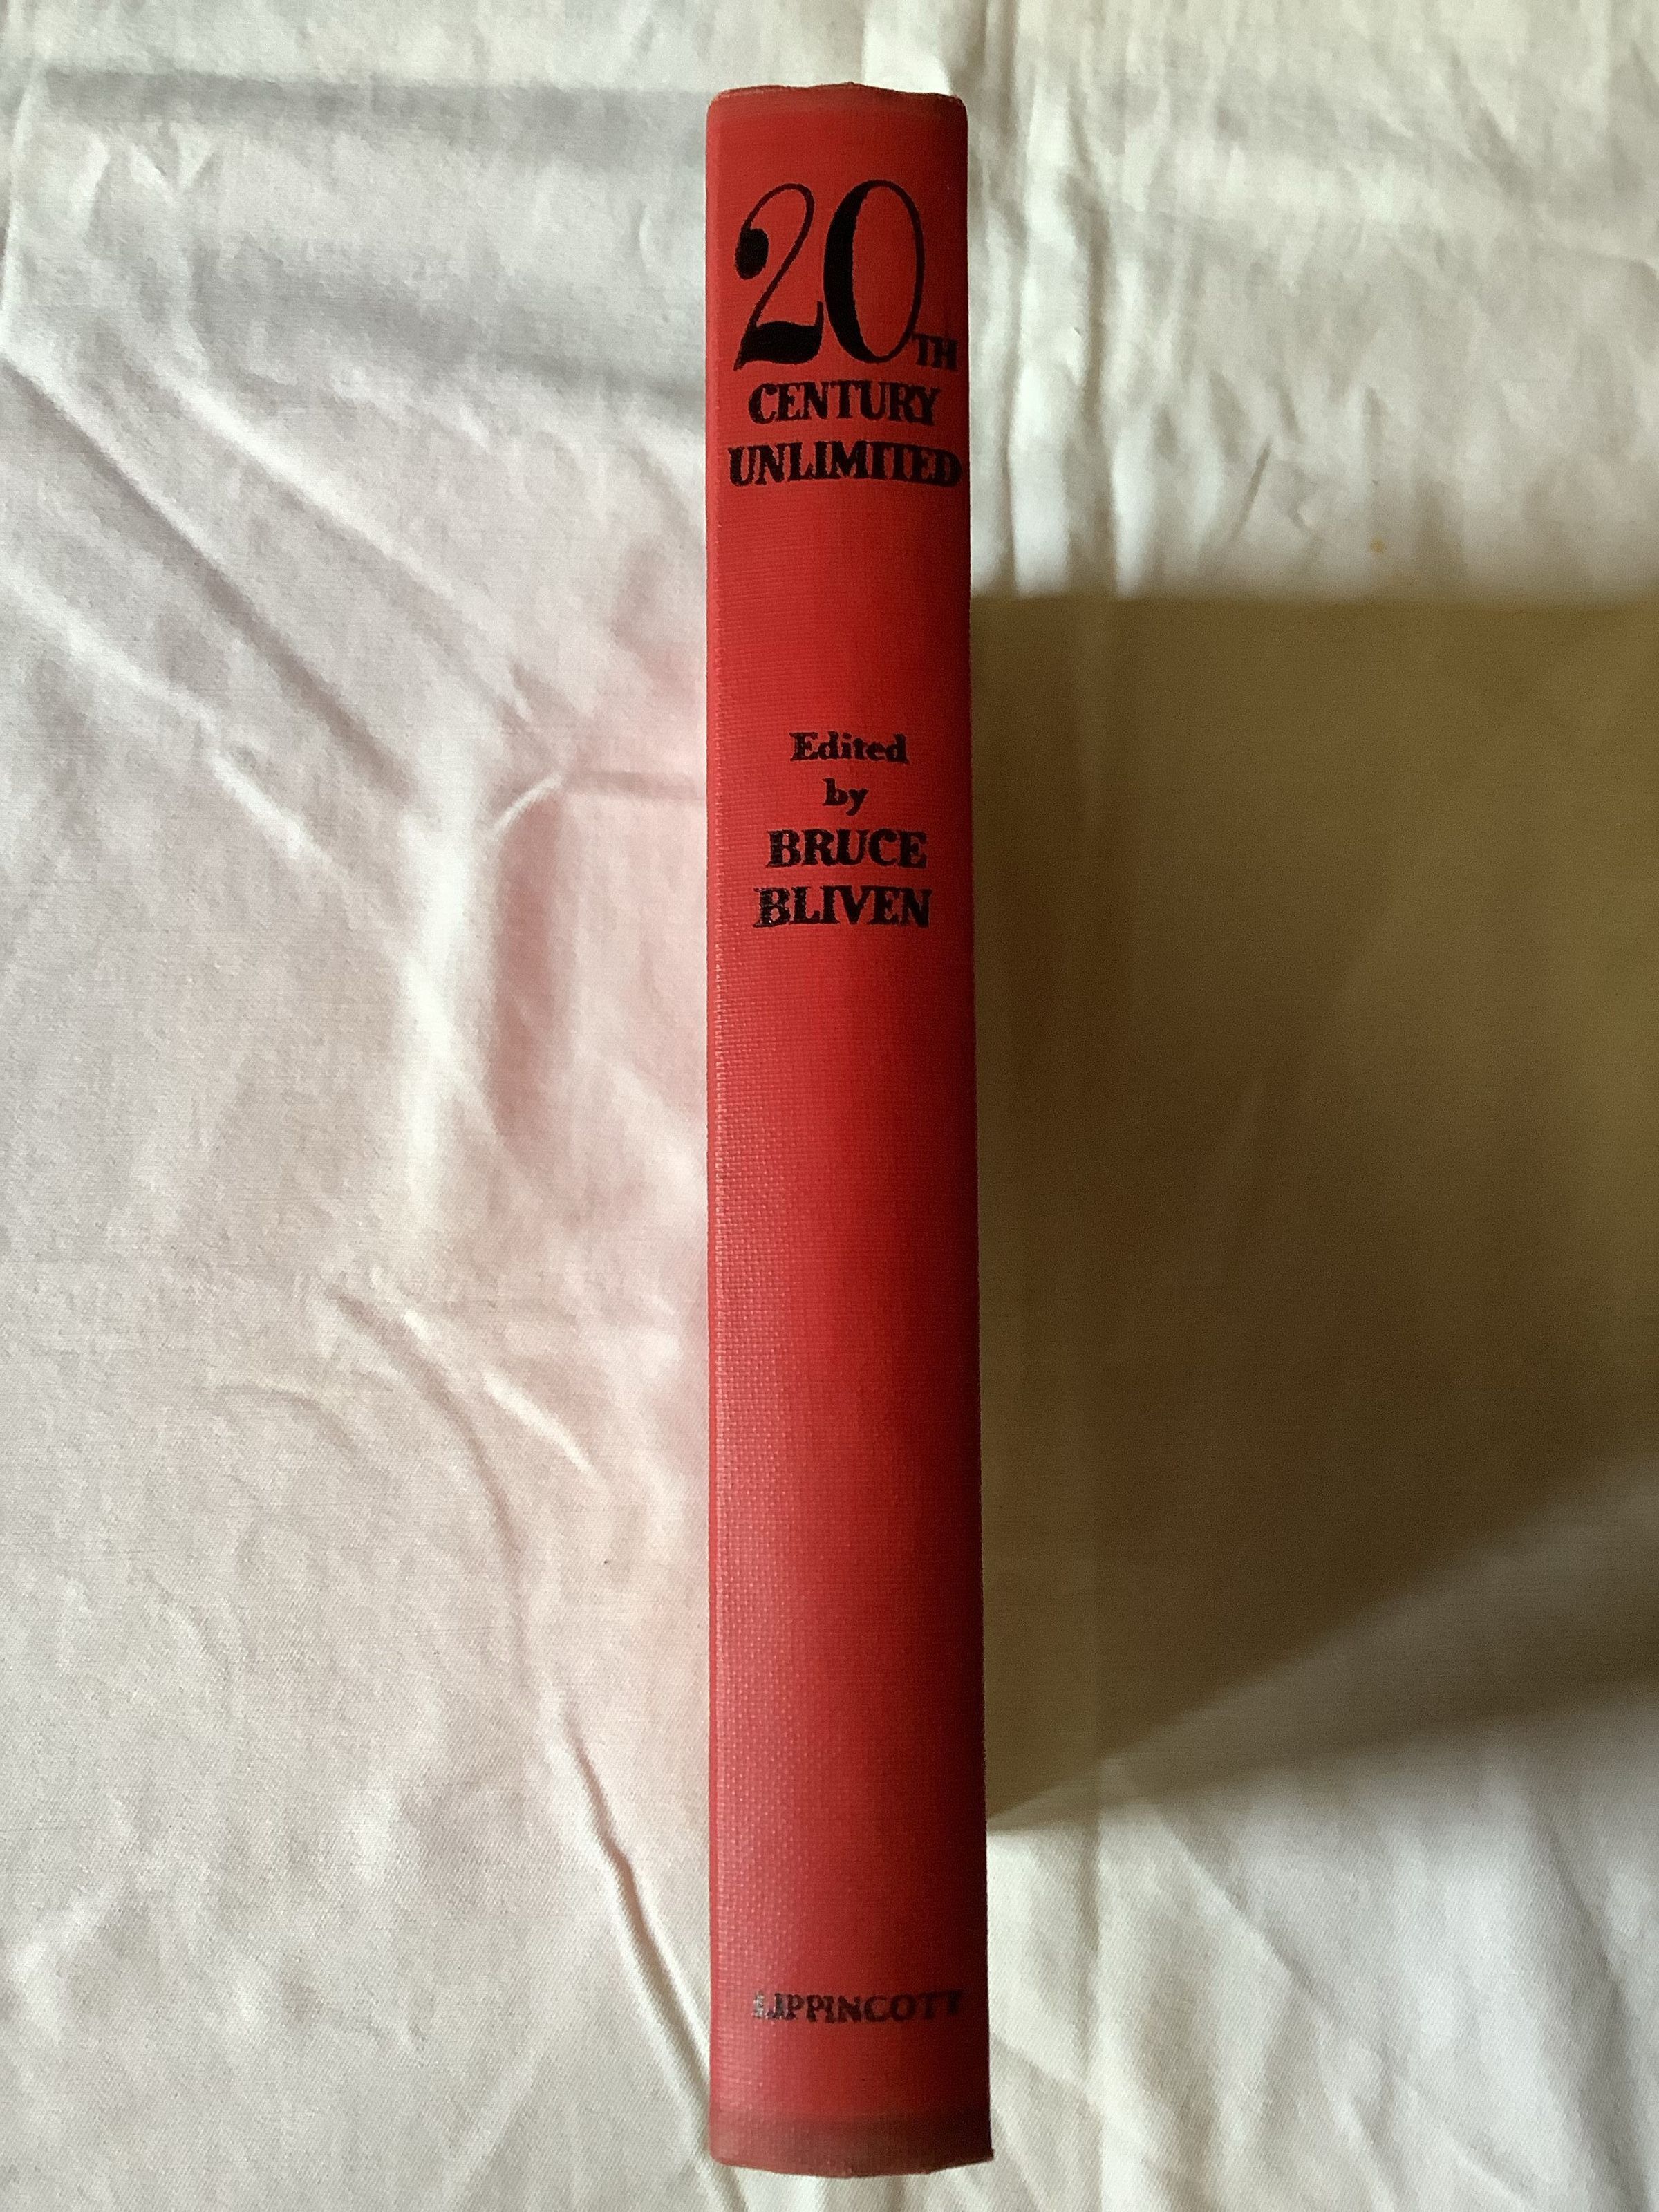 20TH
CENTURY
UNLIMITED
Edited
by
BRUCE
BLIVEN
LIPPINCOTT